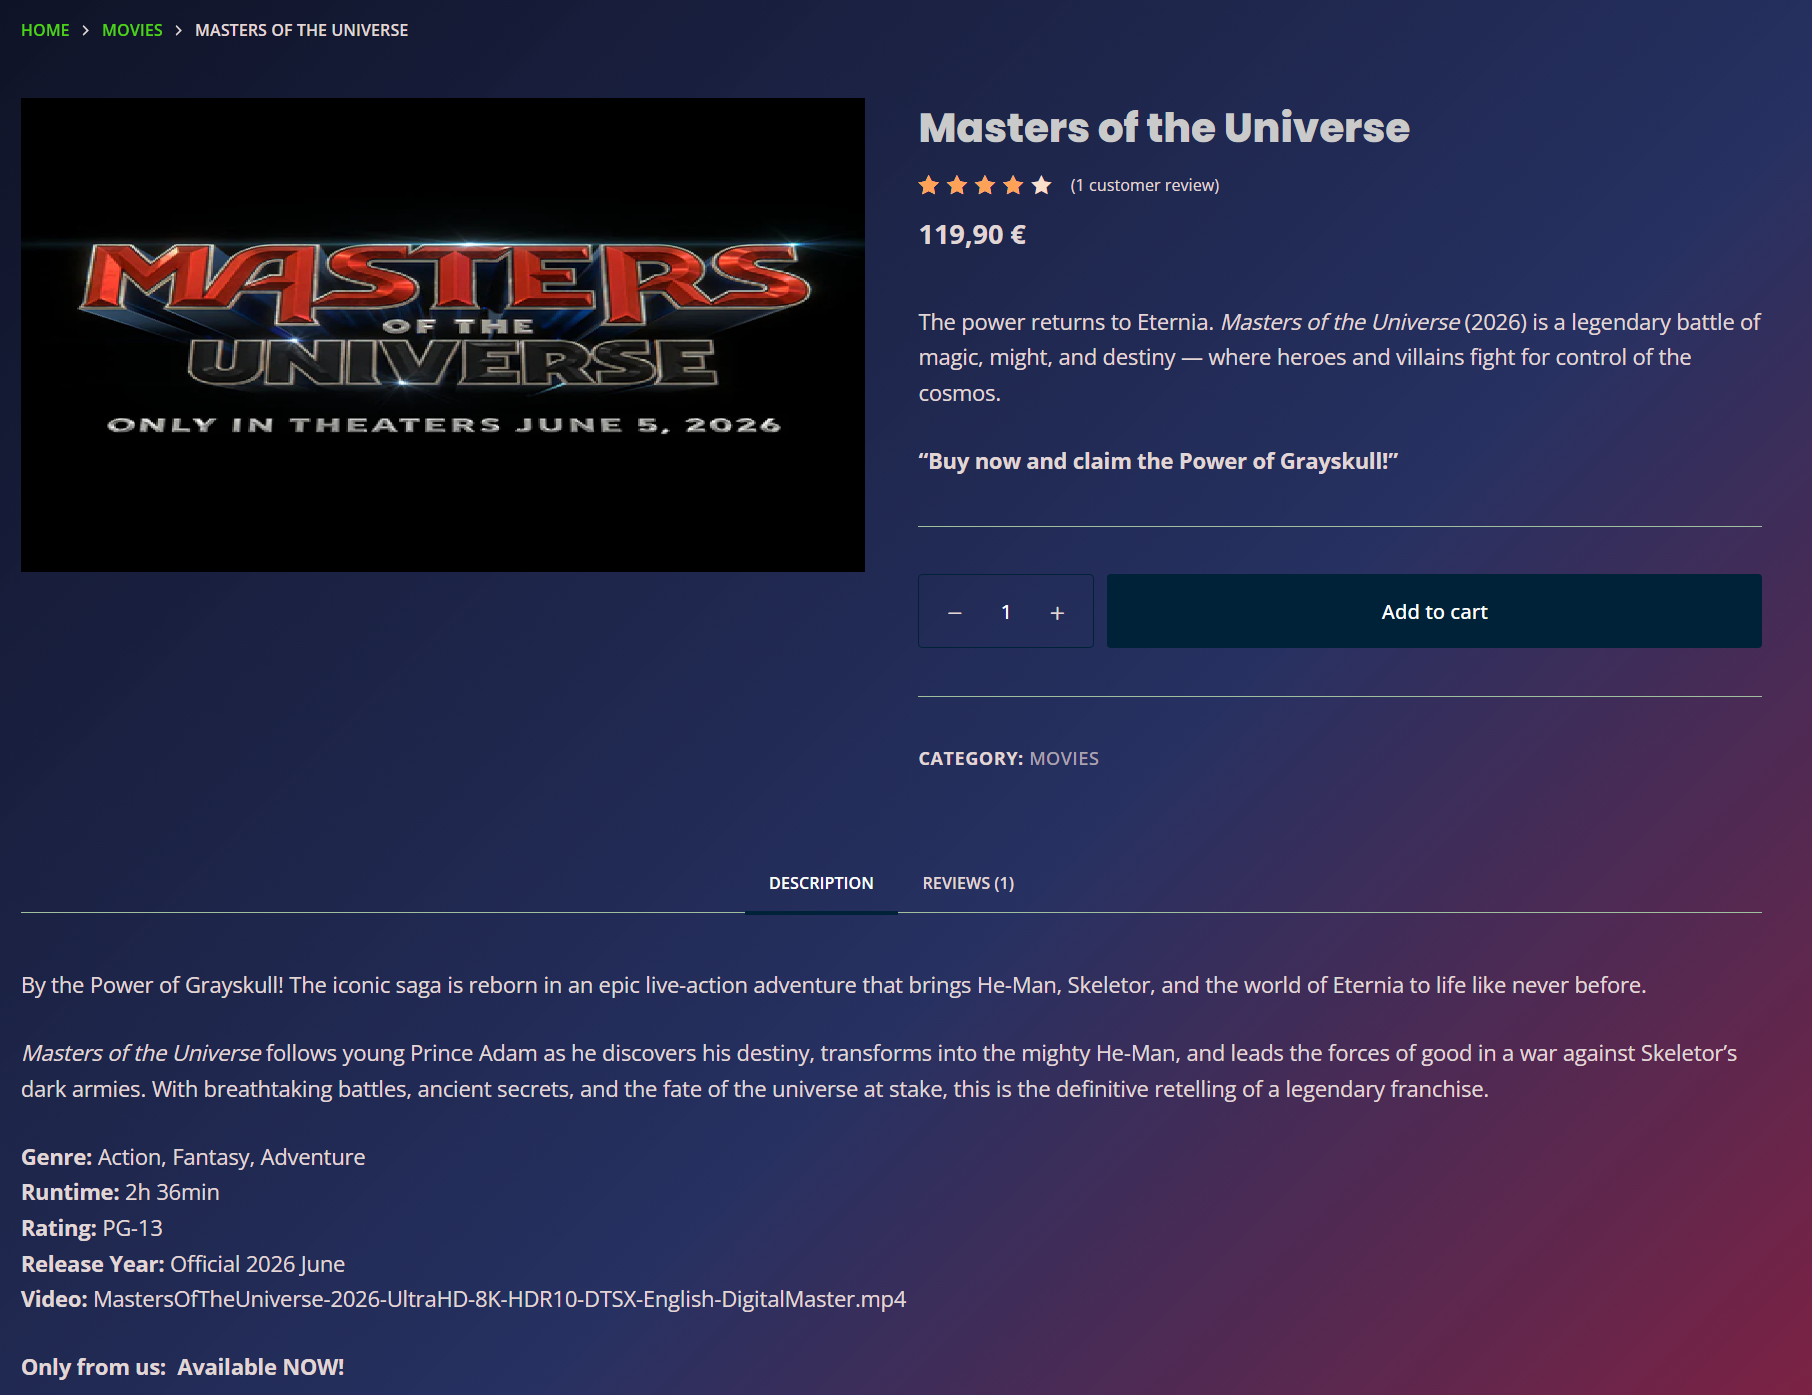 HOME > MOVIES > MASTERS OF THE UNIVERSE
MASTERS
OF THE
UNIVERSE
ONLY IN THEATERS JUNE 5, 2026
Masters of the Universe
(1 customer review)
119,90 €
The power returns to Eternia. Masters of the Universe (2026) is a legendary battle of
magic, might, and destiny — where heroes and villains fight for control of the
cosmos.
“Buy now and claim the Power of Grayskull!”
− 1 +
Add to cart
CATEGORY: MOVIES
DESCRIPTION
REVIEWS (1)
By the Power of Grayskull! The iconic saga is reborn in an epic live-action adventure that brings He-Man, Skeletor, and the world of Eternia to life like never before.
Masters of the Universe follows young Prince Adam as he discovers his destiny, transforms into the mighty He-Man, and leads the forces of good in a war against Skeletor’s
dark armies. With breathtaking battles, ancient secrets, and the fate of the universe at stake, this is the definitive retelling of a legendary franchise.
Genre: Action, Fantasy, Adventure
Runtime: 2h 36min
Rating: PG-13
Release Year: Official 2026 June
Video: MastersOfTheUniverse-2026-UltraHD-8K-HDR10-DTSX-English-DigitalMaster.mp4
Only from us:  Available NOW!